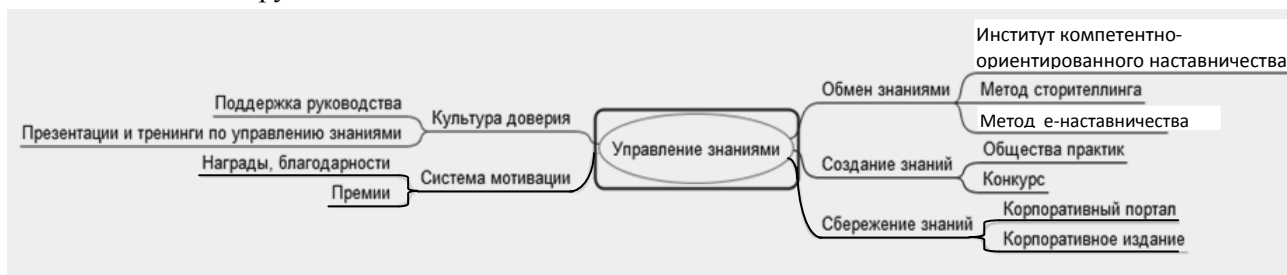 Институт компетентно-
ориентированного наставничества
Обмен знаниями
Метод сторителлинга
Поддержка руководства
Культура доверия
Метод е-наставничества
Презентации и тренинги по управлению знаниями
Управление знаниями
Общества практик
Награды, благодарности
Создание знаний
Система мотивации
Конкурс
Премии
Корпоративный портал
Сбережение знаний
Корпоративное издание